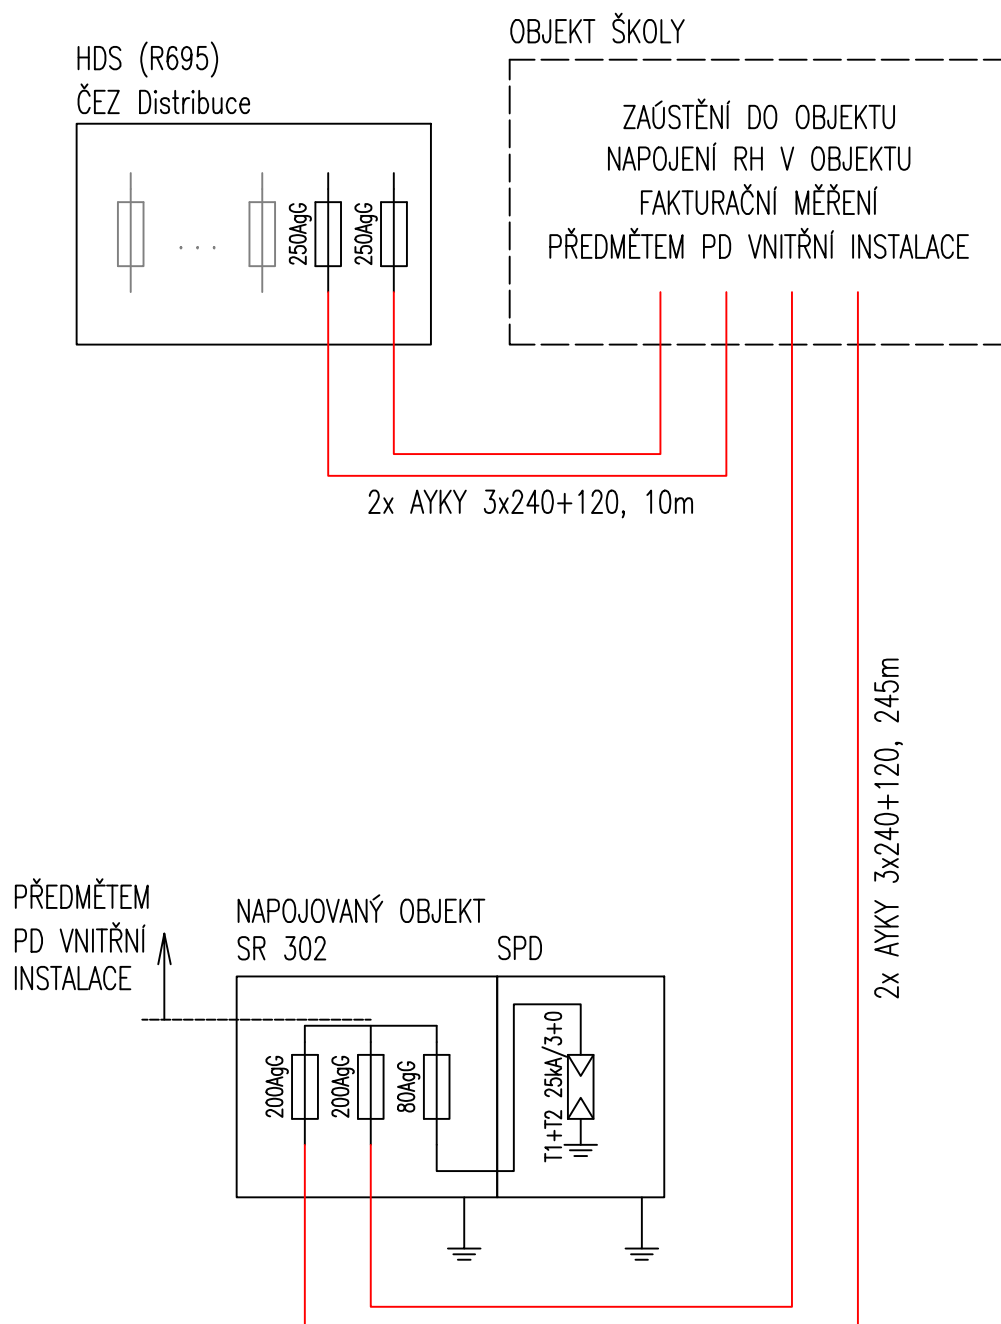 HDS (R695)
ČEZ Distribuce
250AgG
250AgG
. . .
OBJEKT ŠKOLY
ZAÚSTĚNÍ DO OBJEKTU
NAPOJENÍ RH V OBJEKTU
FAKTURAČNÍ MĚŘENÍ
PŘEDMĚTEM PD VNITŘNÍ INSTALACE
2x AYKY 3x240+120, 10m
2x AYKY 3x240+120, 245m
PŘEDMĚTEM
PD VNITŘNÍ
INSTALACE
NAPOJOVANÝ OBJEKT
SR 302
SPD
200AgG
200AgG
80AgG
T1+T2 25kA/3+0